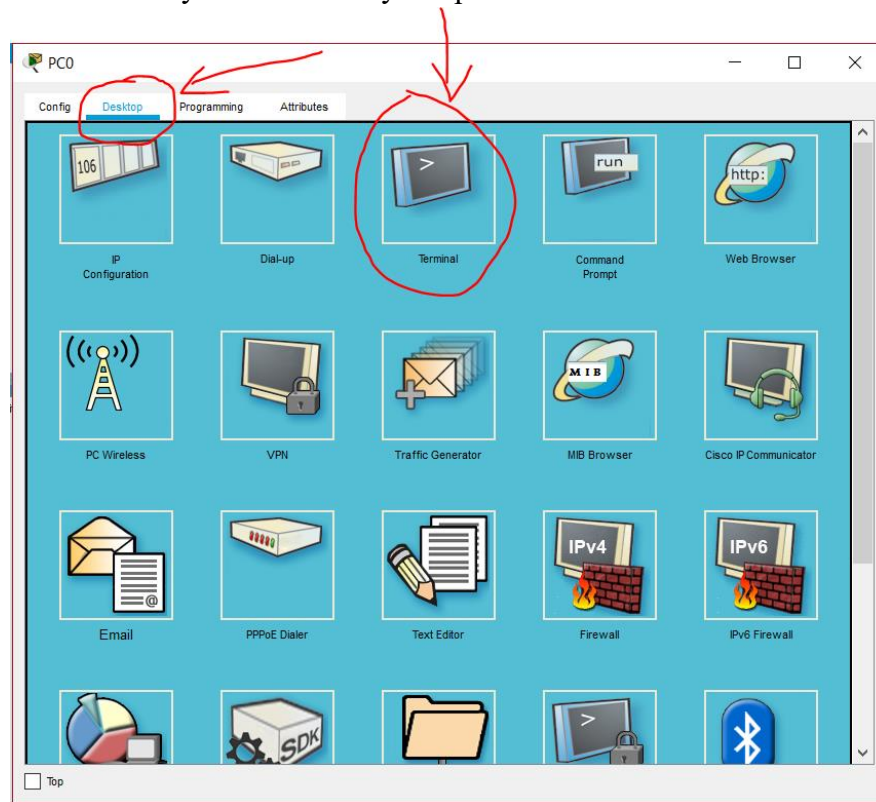 PC0
Config Desktop Programming Attributes
106
>
run
http:
IP
Configuration
Dial-up
Terminal
Command
Prompt
Web Browser
MIB
PC Wireless
VPN
Traffic Generator
MIB Browser
Cisco IP Communicator
@
IPv4
IPv6
Email
PPPoE Dialer
Text Editor
Firewall
IPv6 Firewall
SDK
>
Top